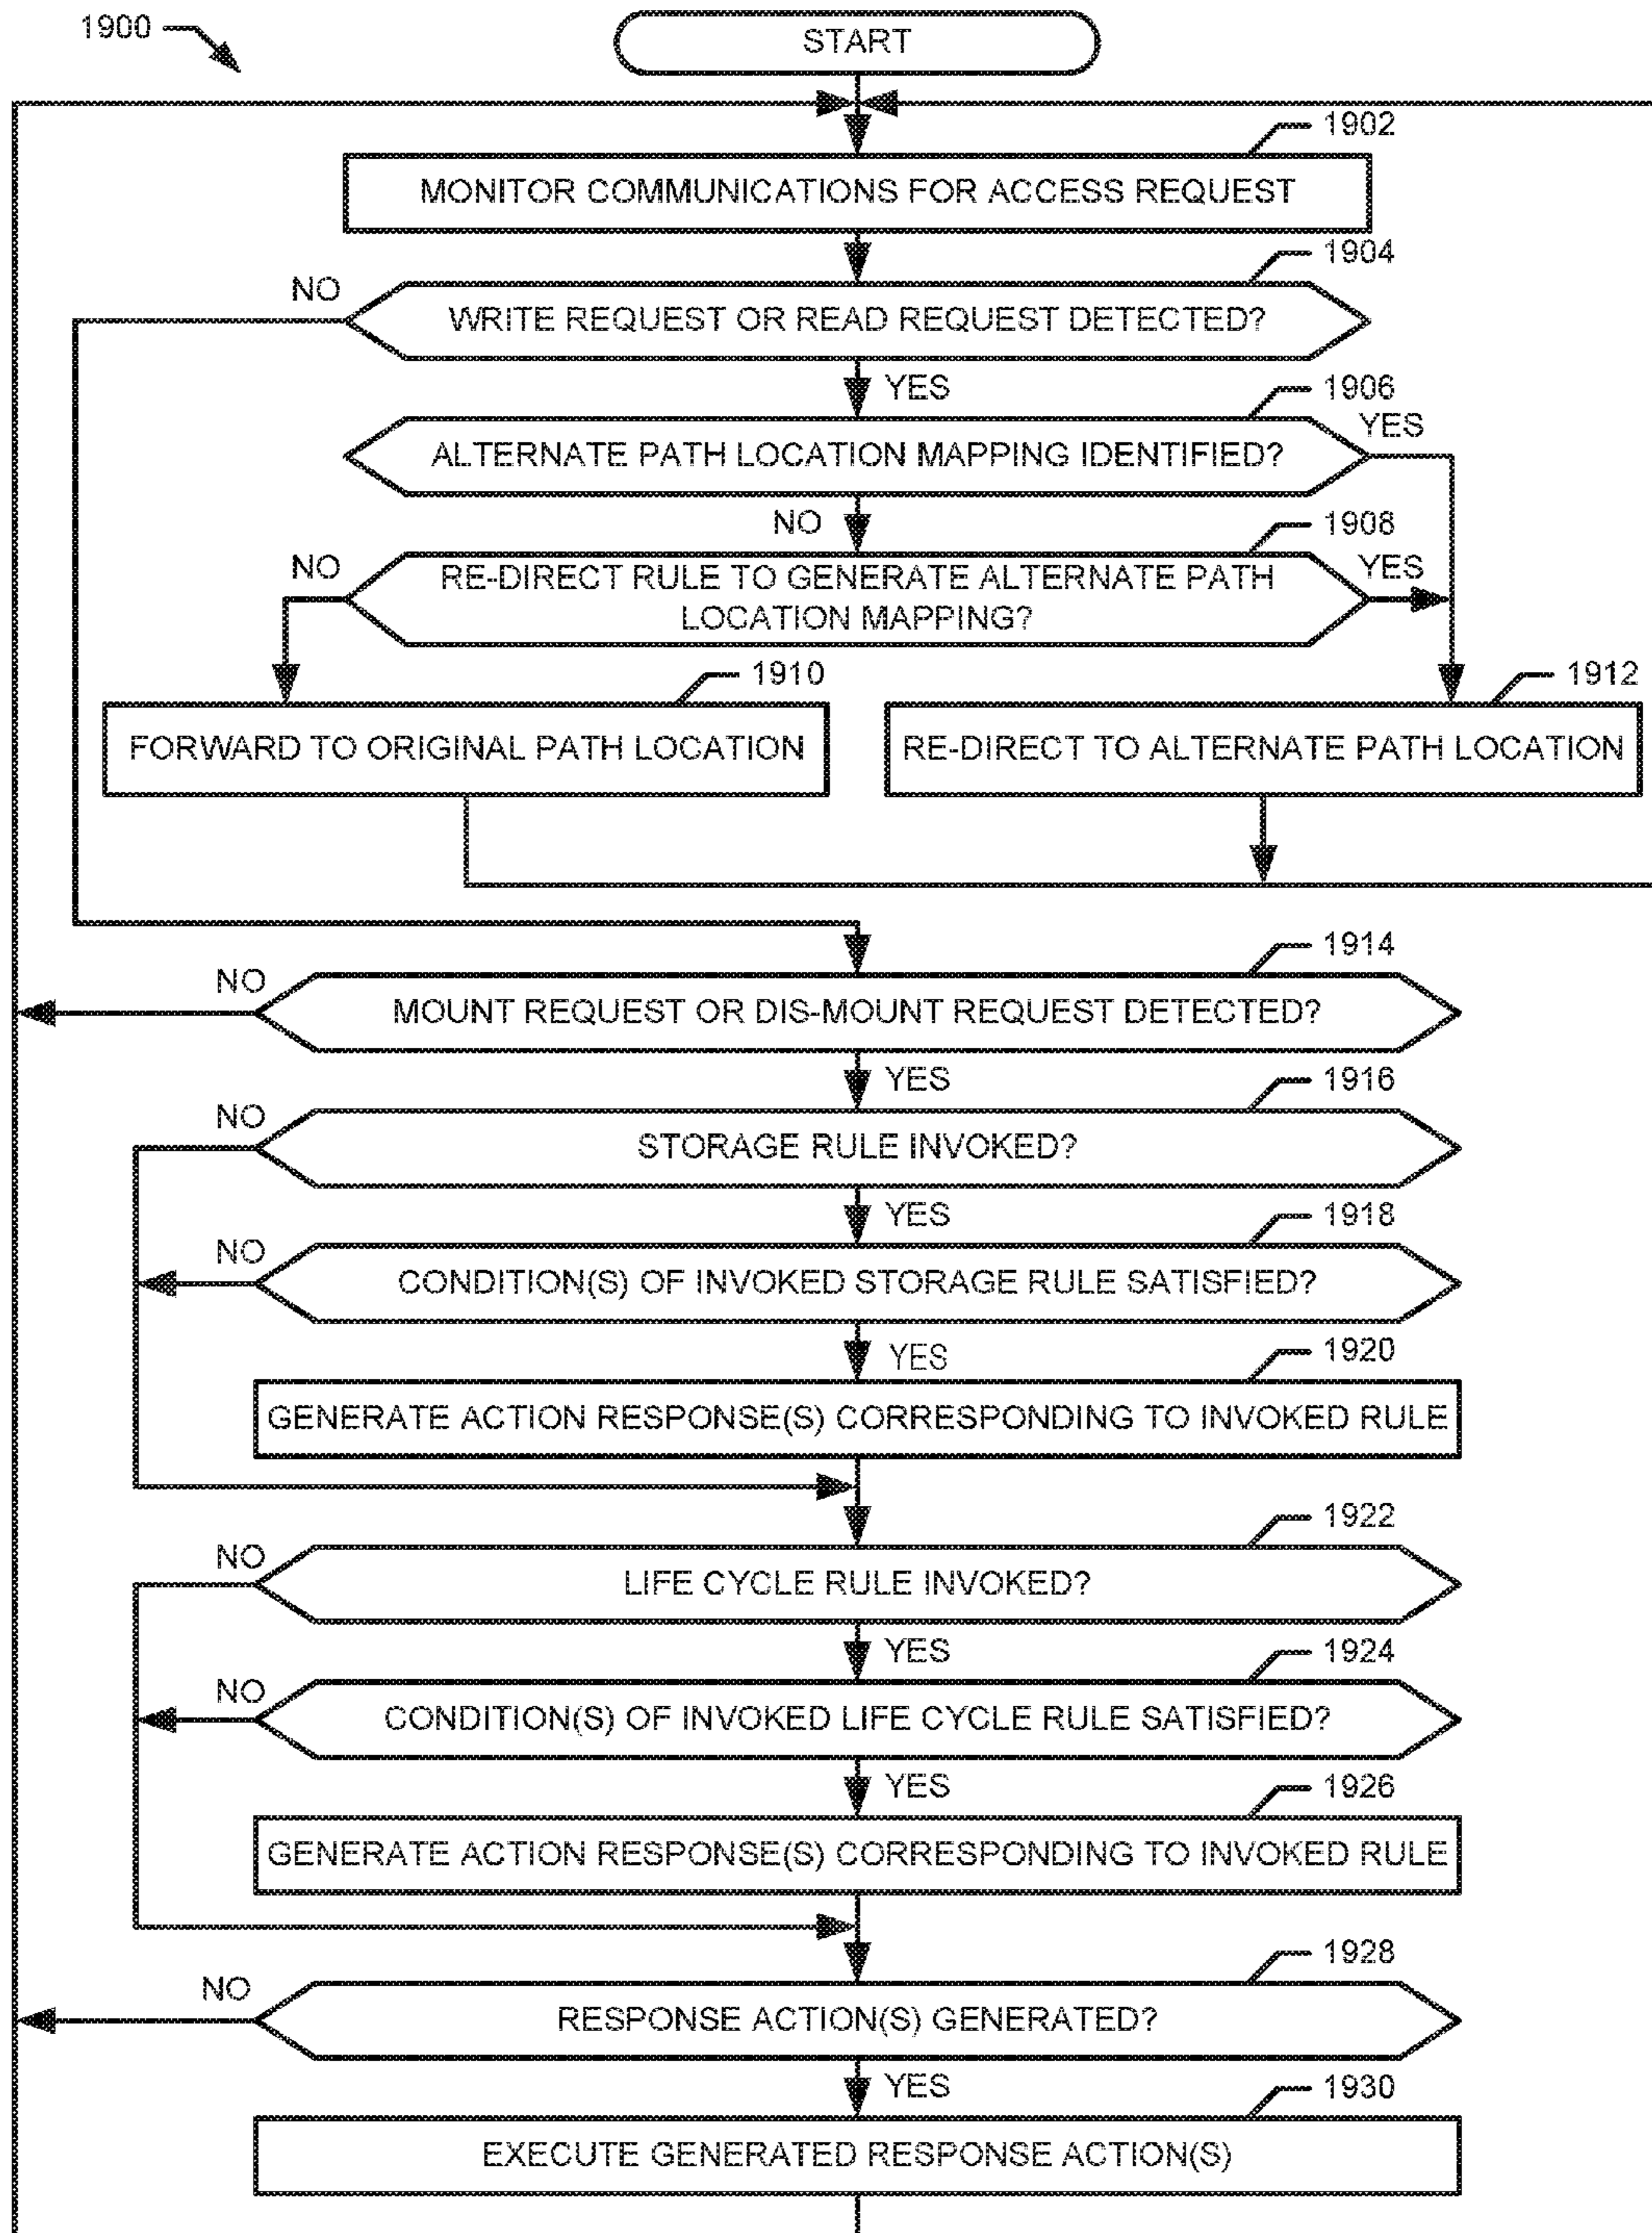 1900
START
1902
MONITOR COMMUNICATIONS FOR ACCESS REQUEST
1904
NO
WRITE REQUEST OR READ REQUEST DETECTED?
YES
1906
YES
ALTERNATE PATH LOCATION MAPPING IDENTIFIED?
NO
1908
NO
YES
RE-DIRECT RULE TO GENERATE ALTERNATE PATH
LOCATION MAPPING?
1910
1912
FORWARD TO ORIGINAL PATH LOCATION
RE-DIRECT TO ALTERNATE PATH LOCATION
1914
NO
MOUNT REQUEST OR DIS-MOUNT REQUEST DETECTED?
YES
1916
NO
STORAGE RULE INVOKED?
YES
1918
NO
CONDITION(S) OF INVOKED STORAGE RULE SATISFIED?
YES
1920
GENERATE ACTION RESPONSE(S) CORRESPONDING TO INVOKED RULE
1922
NO
LIFE CYCLE RULE INVOKED?
YES
1924
NO
CONDITION(S) OF INVOKED LIFE CYCLE RULE SATISFIED?
YES
1926
GENERATE ACTION RESPONSE(S) CORRESPONDING TO INVOKED RULE
1928
NO
RESPONSE ACTION(S) GENERATED?
YES
1930
EXECUTE GENERATED RESPONSE ACTION(S)